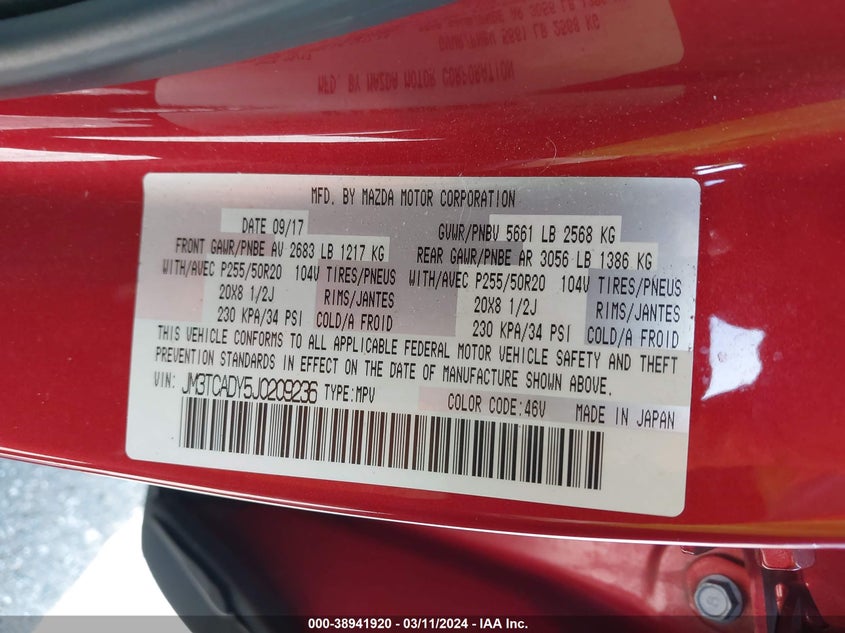 MFD. BY MAZDA MOTOR CORPORATION
DATE 09/17 GVWR/PNBV 5661 LB 2568 KG
FRONT GAWR/PNBE AV 2683 LB 1217 KG REAR GAWR/PNBE AR 3056 LB 1386 KG
WITH/AVEC P255/50R20 104V TIRES/PNEUS WITH/AVEC P255/50R20 104V TIRES/PNEUS
20X8 1/2J RIMS/JANTES 20X8 1/2J RIMS/JANTES
230 KPA/34 PSI COLD/A FROID 230 KPA/34 PSI COLD/A FROID
THIS VEHICLE CONFORMS TO ALL APPLICABLE FEDERAL MOTOR VEHICLE SAFETY AND THEFT
PREVENTION STANDARDS IN EFFECT ON THE DATE OF MANUFACTURE SHOWN ABOVE.
VIN: JM3TCADY5J0209236 TYPE:MPV COLOR CODE:46V MADE IN JAPAN
000-38941920 - 03/11/2024 - IAA Inc.